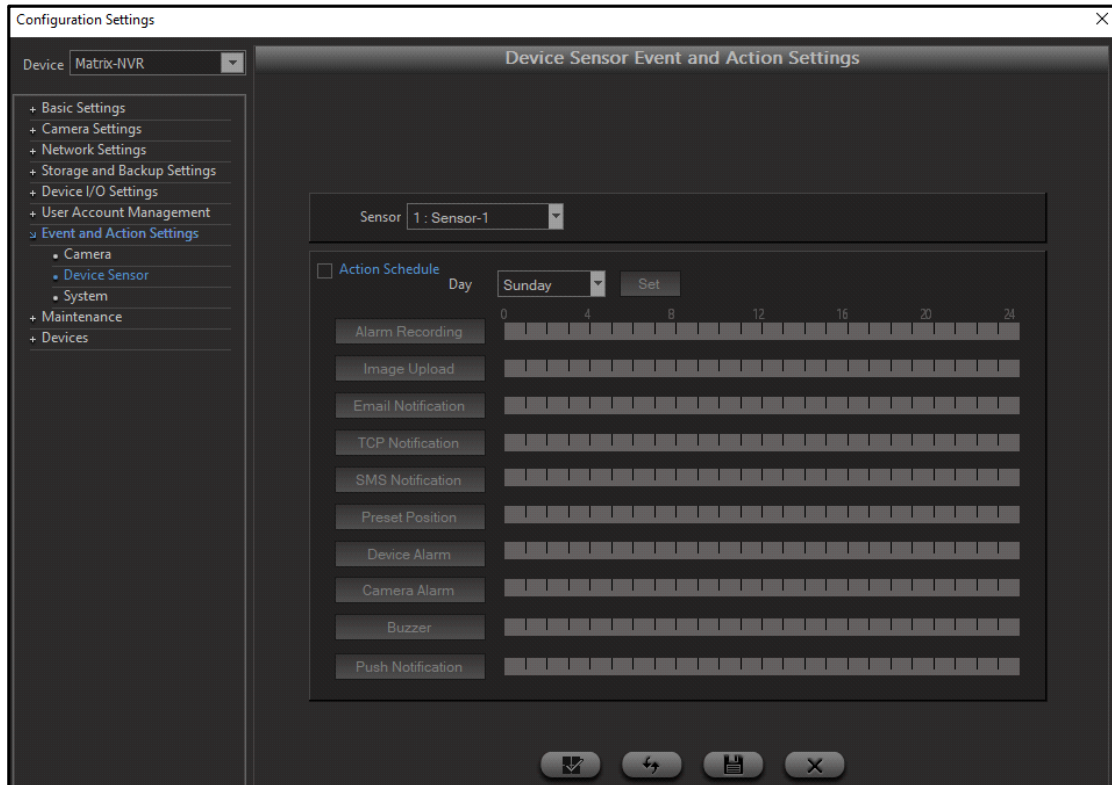 Configuration Settings
Device Matrix-NVR
Device Sensor Event and Action Settings
+ Basic Settings
+ Camera Settings
+ Network Settings
+ Storage and Backup Settings
+ Device I/O Settings
+ User Account Management
Event and Action Settings
• Camera
• Device Sensor
• System
+ Maintenance
+ Devices
Sensor 1 : Sensor-1
Action Schedule
Day Sunday Set
0 4 8 12 16 20 24
Alarm Recording
Image Upload
Email Notification
TCP Notification
SMS Notification
Preset Position
Device Alarm
Camera Alarm
Buzzer
Push Notification